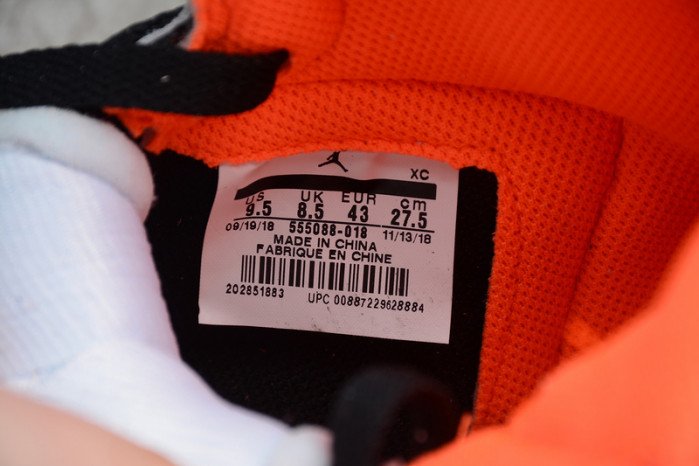 XC
US UK EUR cm
9.5 8.5 43 27.5
09/19/18 555088-018 11/13/18
MADE IN CHINA
FABRIQUE EN CHINE
202851883 UPC 00887229628884